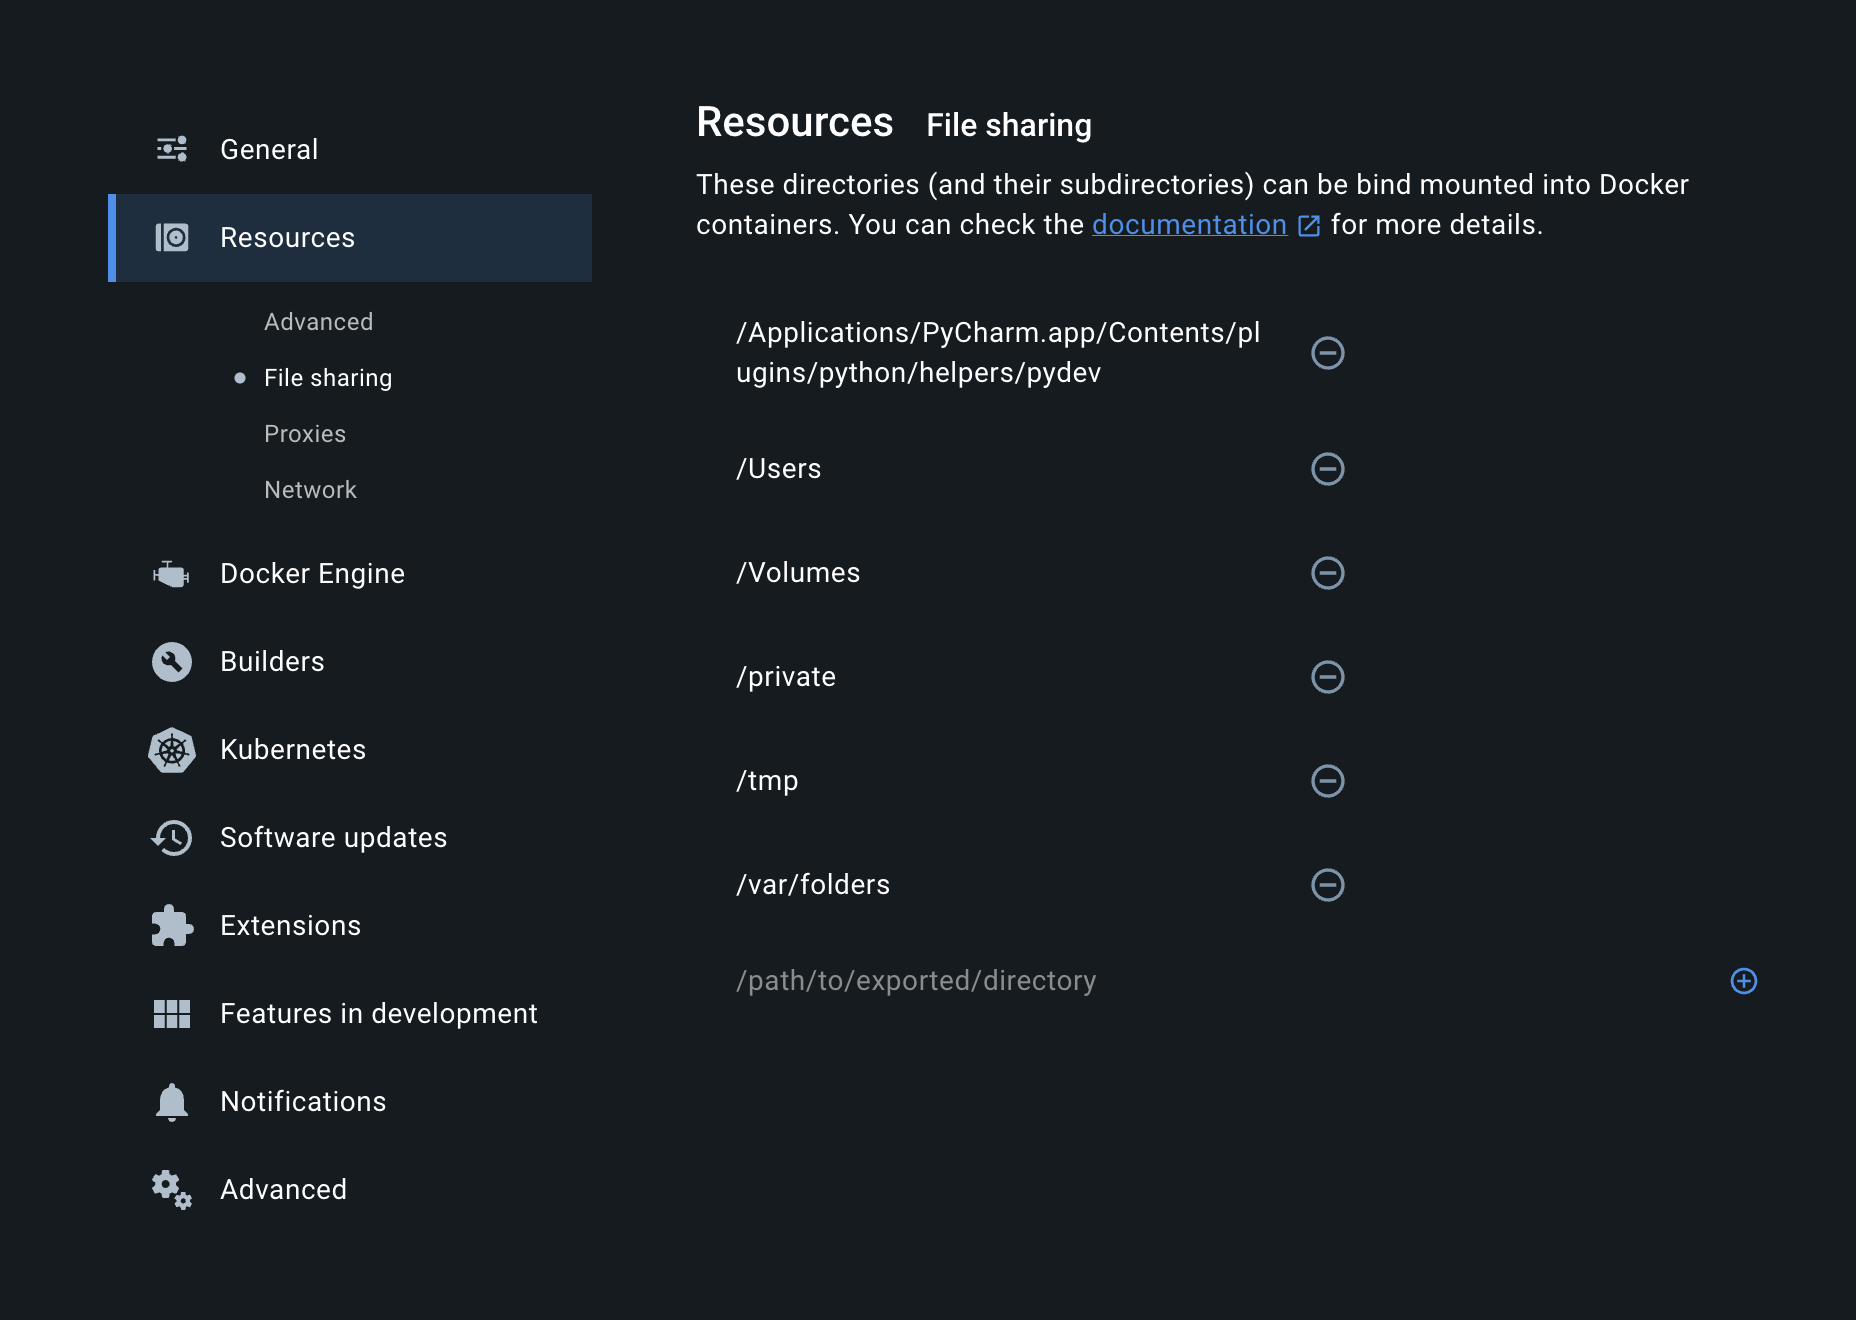 General
Resources
Advanced
File sharing
Proxies
Network
Docker Engine
Builders
Kubernetes
Software updates
Extensions
Features in development
Notifications
Advanced
Resources File sharing
These directories (and their subdirectories) can be bind mounted into Docker
containers. You can check the documentation for more details.
/Applications/PyCharm.app/Contents/pl
ugins/python/helpers/pydev
/Users
/Volumes
/private
/tmp
/var/folders
/path/to/exported/directory